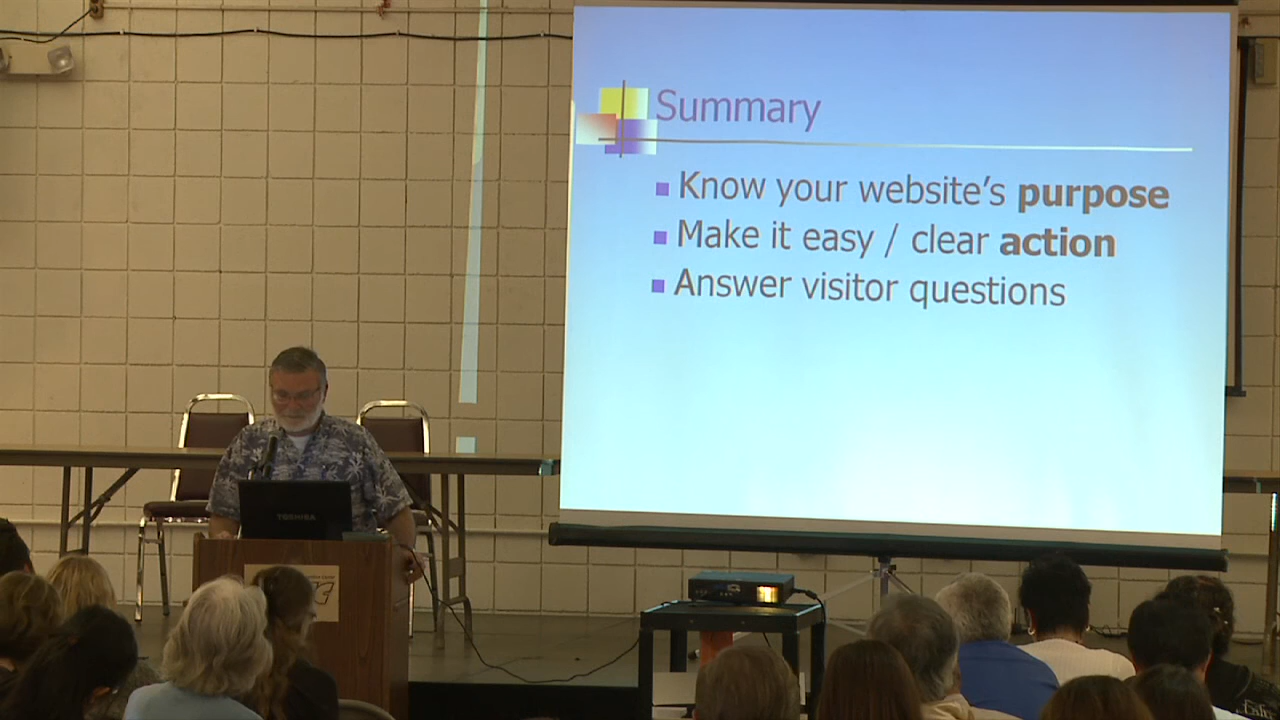 Summary
Know your website's purpose
Make it easy / clear action
Answer visitor questions
TOSHIBA